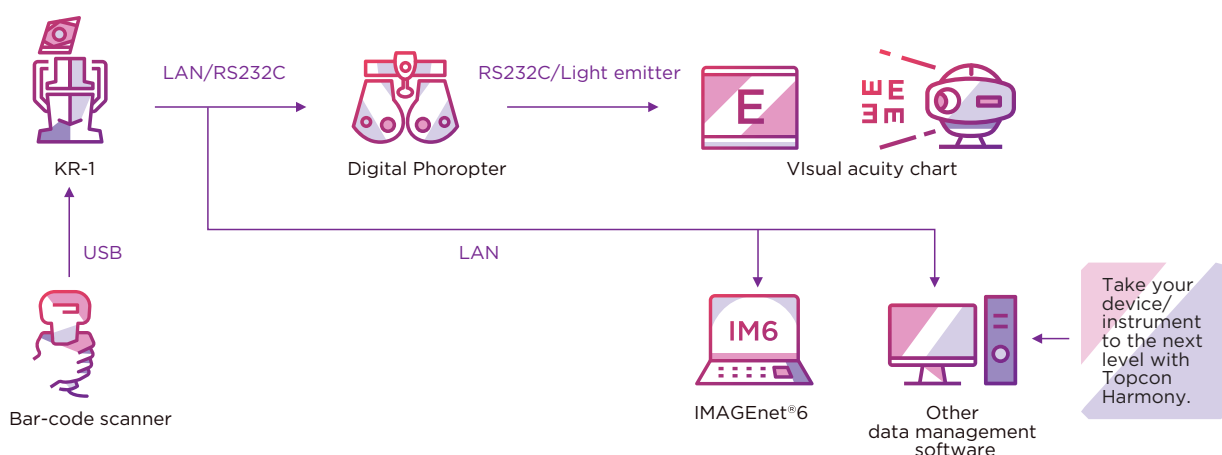 LAN/RS232C
RS232C/Light emitter
E
E E
E E
KR-1
Digital Phoropter
VIsual acuity chart
USB
LAN
IM6
Take your
device/
instrument
to the next
level with
Topcon
Harmony.
Bar-code scanner
IMAGEnet®6
Other
data management
software